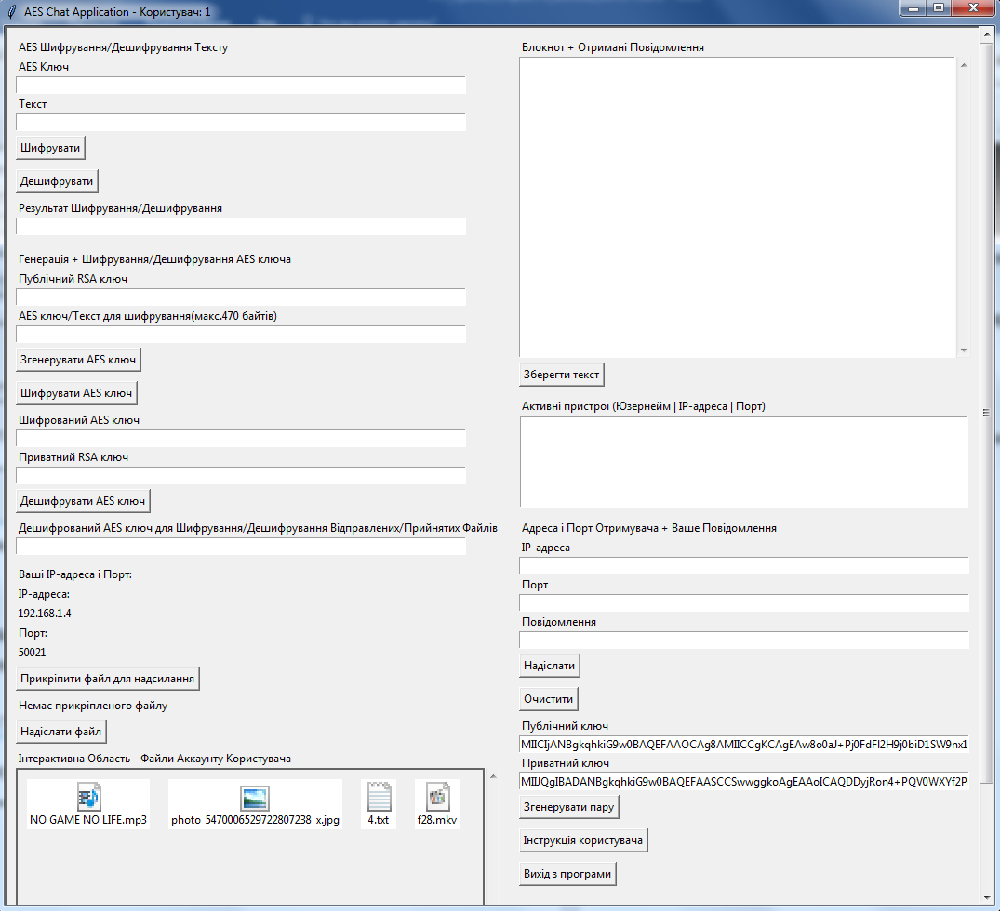 AES Chat Application - Користувач: 1
AES Шифрування/Дешифрування Тексту
AES Ключ
Текст
Шифрувати
Дешифрувати
Результат Шифрування/Дешифрування
Генерація + Шифрування/Дешифрування AES ключа
Публічний RSA ключ
AES ключ/Текст для шифрування(макс.470 байтів)
Згенерувати AES ключ
Шифрувати AES ключ
Шифрований AES ключ
Приватний RSA ключ
Дешифрувати AES ключ
Дешифрований AES ключ для Шифрування/Дешифрування Відправлених/Прийнятих Файлів
Ваші IP-адреса і Порт:
IP-адреса:
192.168.1.4
Порт:
50021
Прикріпити файл для надсилання
Немає прикріпленого файлу
Надіслати файл
Інтерактивна Область - Файли Аккаунту Користувача
NO GAME NO LIFE.mp3
photo_5470006529722807238_x.jpg
4.txt
f28.mkv
Блокнот + Отримані Повідомлення
Зберегти текст
Активні пристрої (Юзернейм | IP-адреса | Порт)
Адреса і Порт Отримувача + Ваше Повідомлення
IP-адреса
Порт
Повідомлення
Надіслати
Очистити
Публічний ключ
MIICIjANBgkqhkiG9w0BAQEFAAOCAg8AMIICCgKCAgEAw8o0aJ+Pj0FdFl2H9j0biD1SW9nx1
Приватний ключ
MIIJQgIBADANBgkqhkiG9w0BAQEFAASCCSwwggkoAgEAAoICAQDDyjRon4+PQV0WXYf2P
Згенерувати пару
Інструкція користувача
Вихід з програми